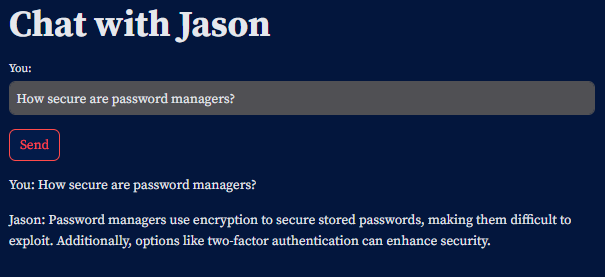 Chat with Jason
You:
How secure are password managers?
Send
You: How secure are password managers?
Jason: Password managers use encryption to secure stored passwords, making them difficult to
exploit. Additionally, options like two-factor authentication can enhance security.